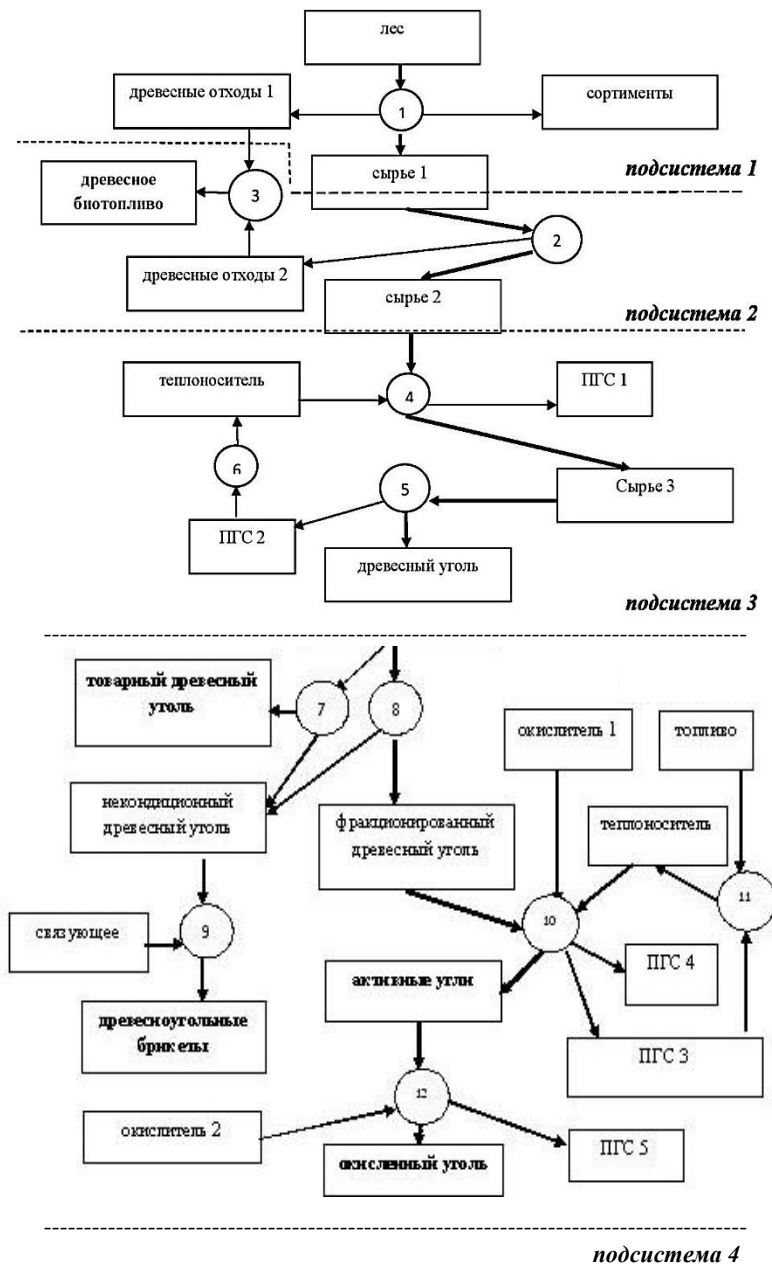 лес
древесные отходы 1
1
сортименты
подсистема 1
сырье 1
древесное
биотопливо
3
2
древесные отходы 2
сырье 2
подсистема 2
теплоноситель
4
ПГС 1
6
5
Сырье 3
ПГС 2
древесный уголь
подсистема 3
товарный древесный
уголь
7
8
окислитель 1
топливо
некондиционный
древесный уголь
фракционированный
древесный уголь
теплоноситель
11
связующее
9
10
активные угли
ПГС 4
древесноугольные
брикеты
ПГС 3
12
окислитель 2
окисленный уголь
ПГС 5
подсистема 4